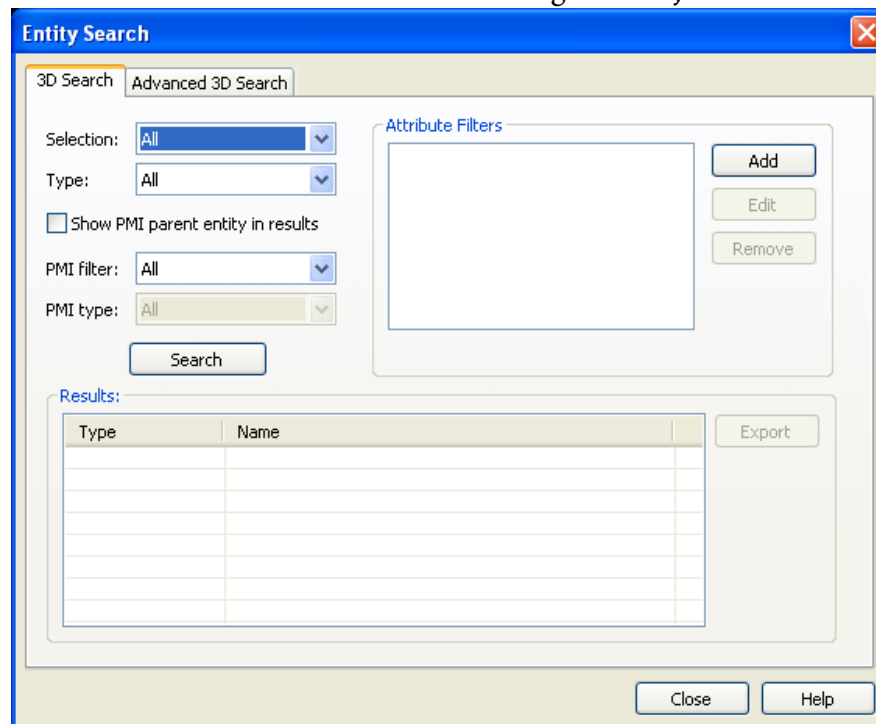 Entity Search
3D Search Advanced 3D Search
Selection: All
Type: All
Show PMI parent entity in results
PMI filter: All
PMI type: All
Search
Attribute Filters
Add
Edit
Remove
Results:
Type Name
Export
Close Help